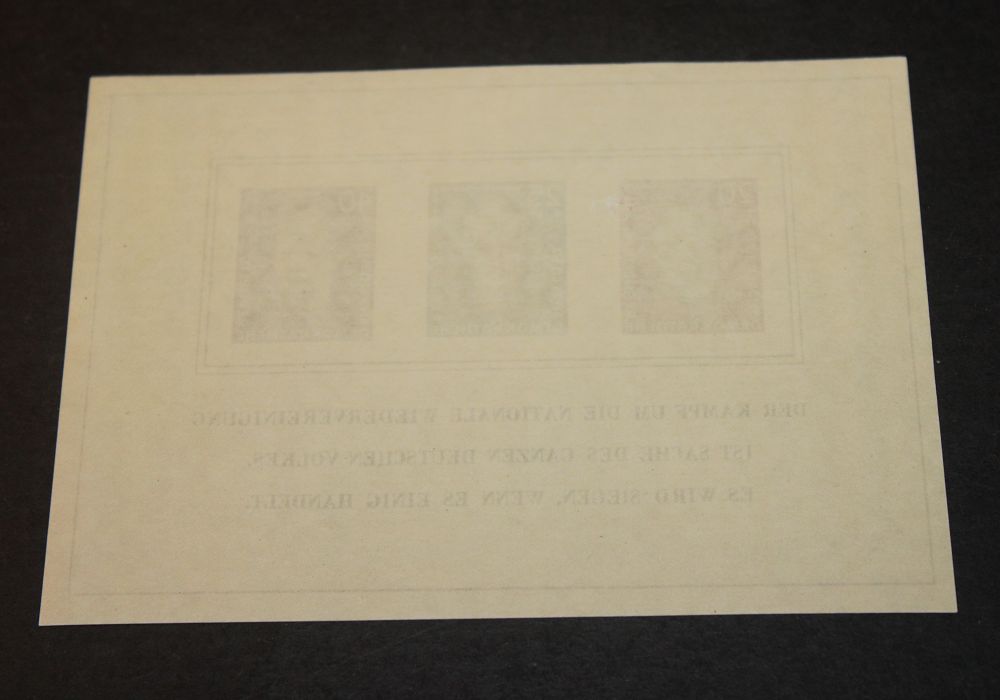 DER KAMPF UM DIE NATIONALE WIEDERVEREINIGUNG
IST SACHE DES GANZEN DEUTSCHEN VOLKES.
ES WIRD SIEGEN, WENN ES EINIG HANDELT.